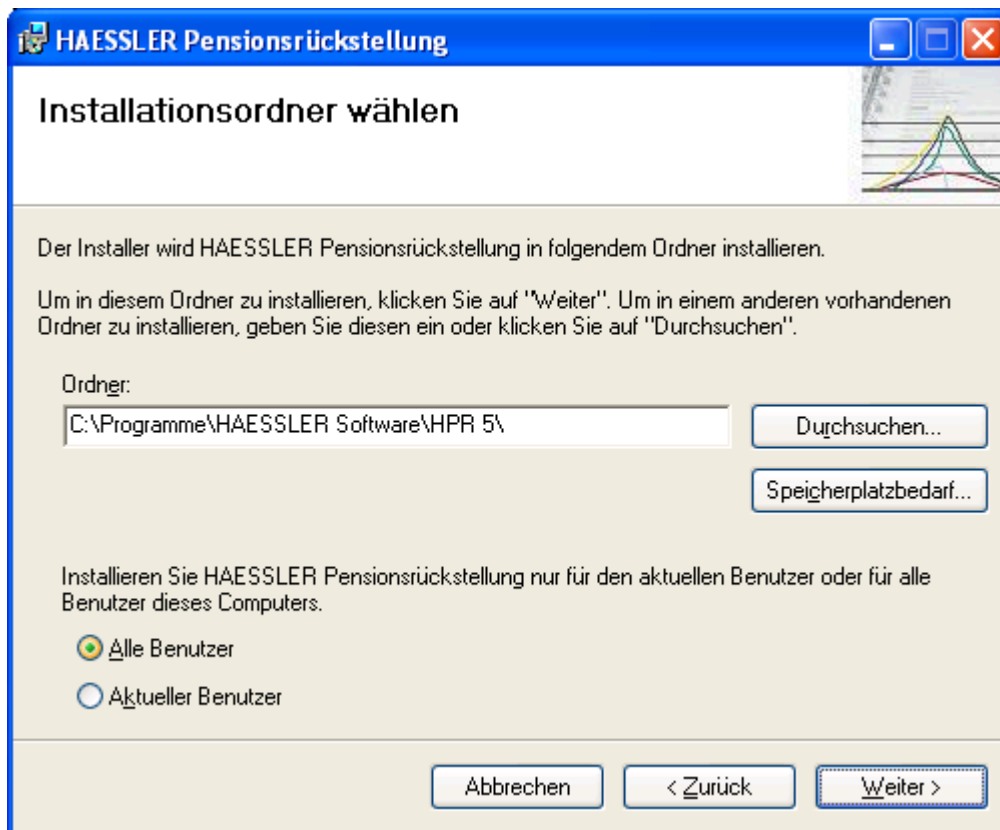 HAESSLER Pensionsrückstellung
Installationsordner wählen
Der Installer wird HAESSLER Pensionsrückstellung in folgendem Ordner installieren.
Um in diesem Ordner zu installieren, klicken Sie auf "Weiter". Um in einem anderen vorhandenen
Ordner zu installieren, geben Sie diesen ein oder klicken Sie auf "Durchsuchen".
Ordner:
C:\Programme\HAESSLER Software\HPR 5\
Durchsuchen...
Speicherplatzbedarf...
Installieren Sie HAESSLER Pensionsrückstellung nur für den aktuellen Benutzer oder für alle
Benutzer dieses Computers.
Alle Benutzer
Aktueller Benutzer
Abbrechen
< Zurück
Weiter >